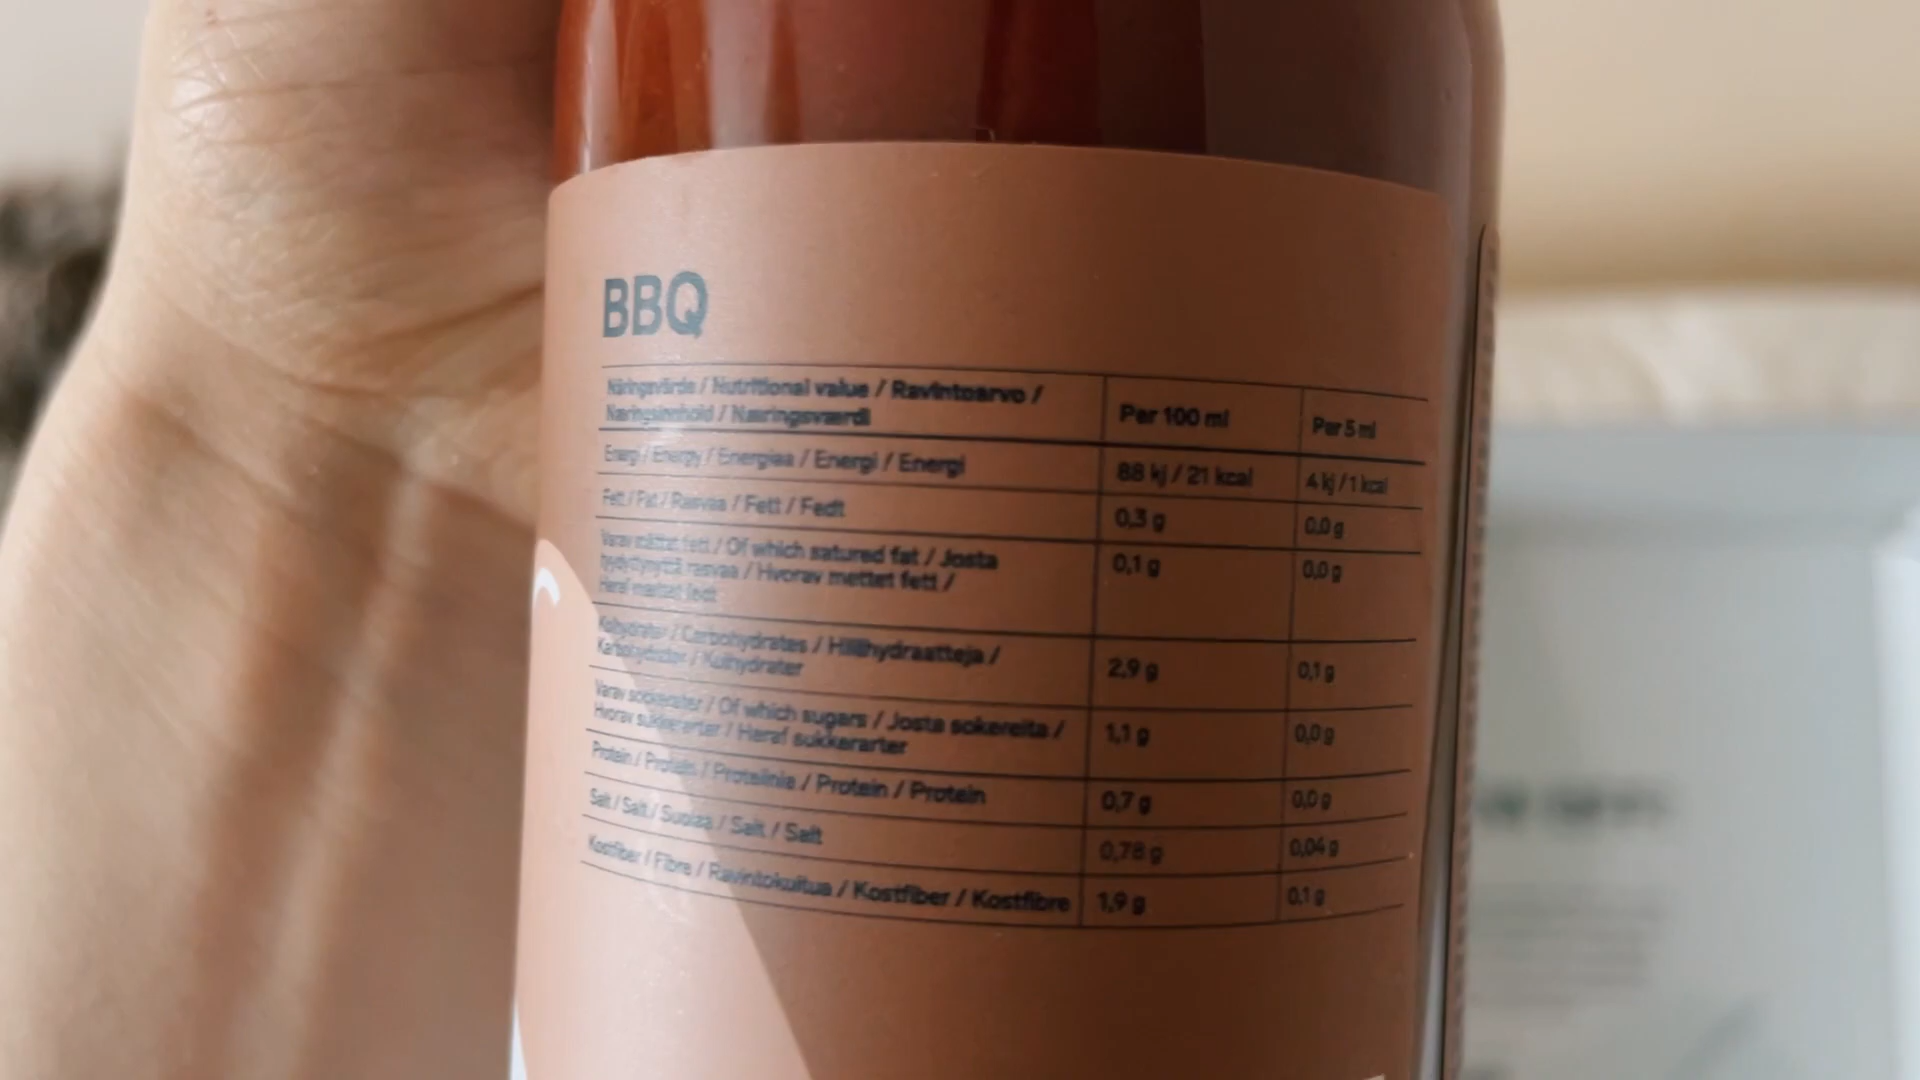 BBQ
Näringsvärde / Nutritional value / Ravintoarvo /
Næringsinnhold / Næringsværdi
Per 100 ml
Per 5 ml
Energi / Energy / Energiaa / Energi / Energi
88 kj / 21 kcal
4 kj / 1 kcal
Fett / Fat / Rasvaa / Fett / Fedt
0,3 g
0,0 g
Varav mättat fett / Of which satured fat / Josta
rasvaa / Hvorav mettet fett /
Heraf mættet fedt
0,1 g
0,0 g
Kolhydrater / Carbohydrates / Hiilihydraatteja /
Karbohydrater / Kulhydrater
2,9 g
0,1 g
Varav sockerarter / Of which sugars / Josta sokereita /
Hvorav sukkerarter / Heraf sukkerarter
1,1 g
0,0 g
Protein / Protein / Proteiinia / Protein / Protein
0,7 g
0,0 g
Salt / Salt / Suolaa / Salt / Salt
0,78 g
0,04 g
Kostfiber / Fibre / Ravintokuitua / Kostfiber / Kostfibre
1,9 g
0,1 g